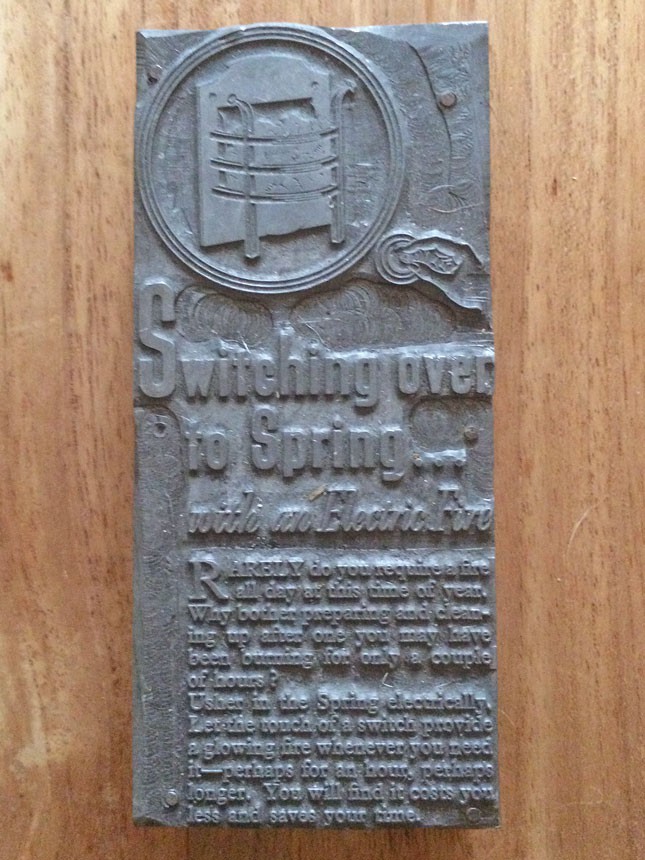 Switching over
to Spring...
with an Electric Fire
RARELY do you require a fire
all day at this time of year.
Why bother preparing and clean-
ing up after one you may have
been burning for only a couple
of hours?
Usher in the Spring electrically.
Let the touch of a switch provide
a glowing fire whenever you need
it—perhaps for an hour, perhaps
longer. You will find it costs you
less and saves your time.